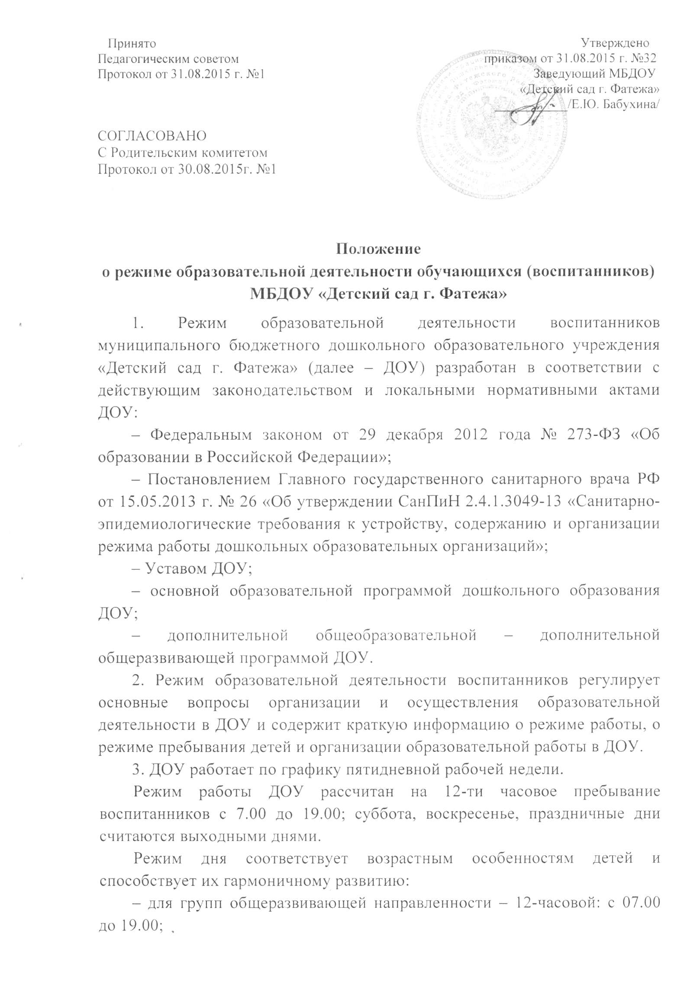 Принято
Педагогическим советом
Протокол от 31.08.2015 г. №1
Утверждено
приказом от 31.08.2015 г. №32
Заведующий МБДОУ
«Детский сад г. Фатежа»
/Е.Ю. Бабухина/
СОГЛАСОВАНО
С Родительским комитетом
Протокол от 30.08.2015г. №1
Положение
о режиме образовательной деятельности обучающихся (воспитанников)
МБДОУ «Детский сад г. Фатежа»
1. Режим образовательной деятельности воспитанников
муниципального бюджетного дошкольного образовательного учреждения
«Детский сад г. Фатежа» (далее – ДОУ) разработан в соответствии с
действующим законодательством и локальными нормативными актами
ДОУ:
– Федеральным законом от 29 декабря 2012 года № 273-ФЗ «Об
образовании в Российской Федерации»;
– Постановлением Главного государственного санитарного врача РФ
от 15.05.2013 г. № 26 «Об утверждении СанПиН 2.4.1.3049-13 «Санитарно-
эпидемиологические требования к устройству, содержанию и организации
режима работы дошкольных образовательных организаций»;
– Уставом ДОУ;
– основной образовательной программой дошкольного образования
ДОУ;
– дополнительной общеобразовательной – дополнительной
общеразвивающей программой ДОУ.
2. Режим образовательной деятельности воспитанников регулирует
основные вопросы организации и осуществления образовательной
деятельности в ДОУ и содержит краткую информацию о режиме работы, о
режиме пребывания детей и организации образовательной работы в ДОУ.
3. ДОУ работает по графику пятидневной рабочей недели.
Режим работы ДОУ рассчитан на 12-ти часовое пребывание
воспитанников с 7.00 до 19.00; суббота, воскресенье, праздничные дни
считаются выходными днями.
Режим дня соответствует возрастным особенностям детей и
способствует их гармоничному развитию:
– для групп общеразвивающей направленности – 12-часовой: с 07.00
до 19.00;